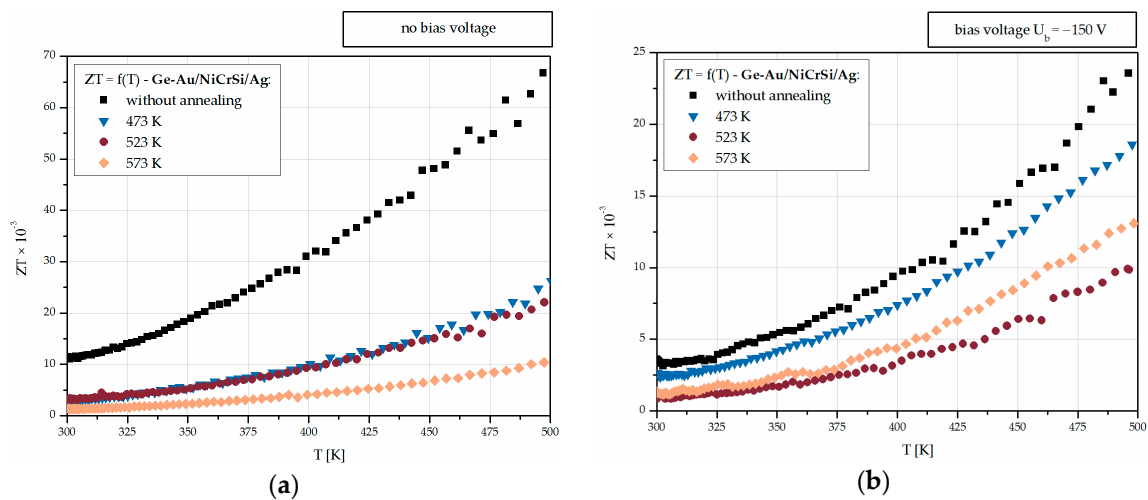 no bias voltage
ZT = f(T) - Ge-Au/NiCrSi/Ag:
without annealing
473 K
523 K
573 K
ZT × 10⁻³
70
60
50
40
30
20
10
0
300 325 350 375 400 425 450 475 500
T [K]
(a)
bias voltage U_b = −150 V
ZT = f(T) - Ge-Au/NiCrSi/Ag:
without annealing
473 K
523 K
573 K
ZT × 10⁻³
25
20
15
10
5
0
300 325 350 375 400 425 450 475 500
T [K]
(b)